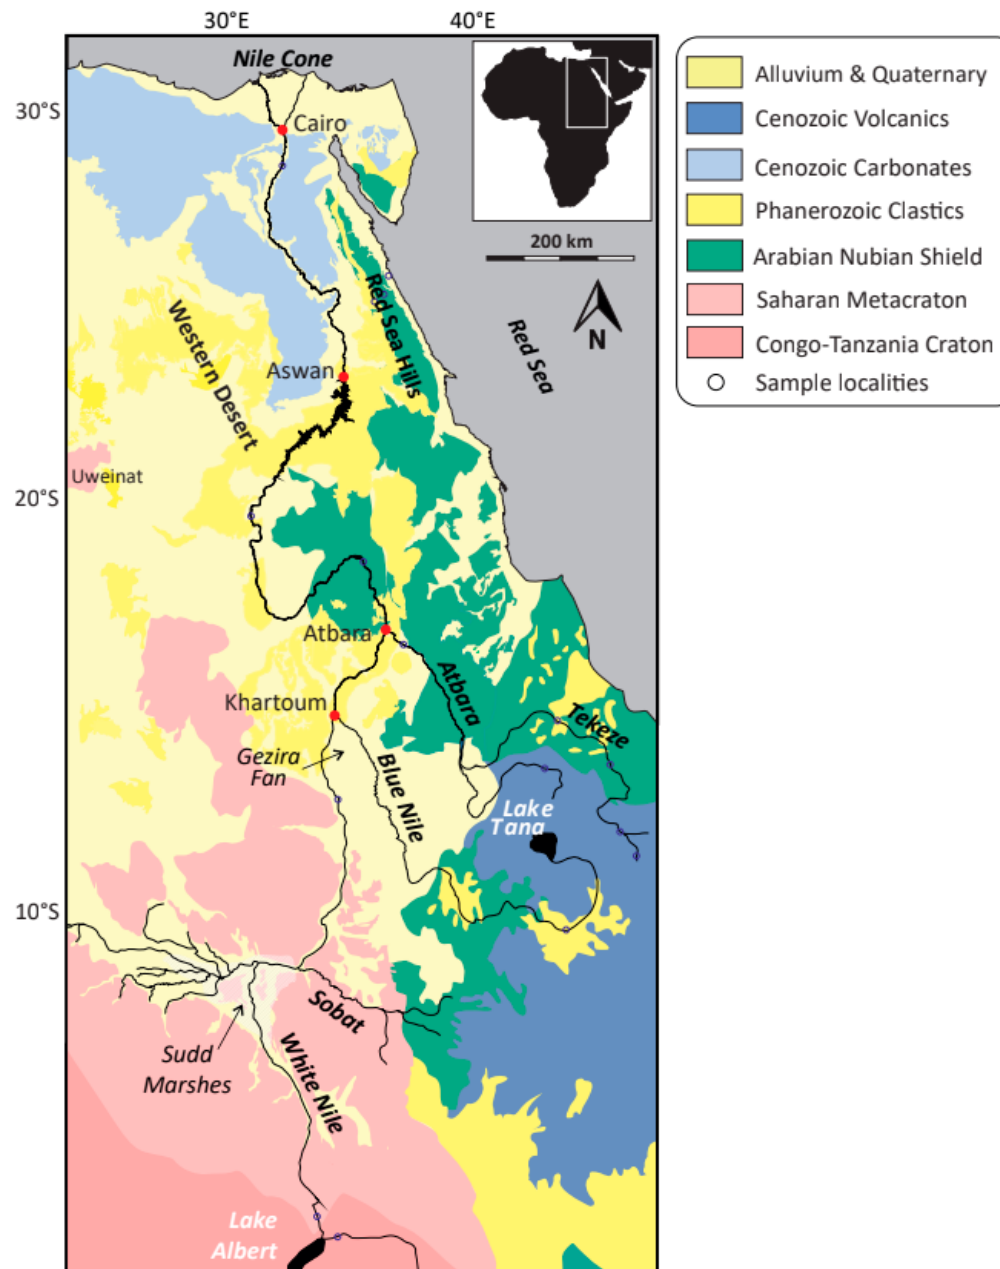 30°E
40°E
Nile Cone
30°S
Cairo
200 km
N
Red Sea Hills
Red Sea
Western Desert
Aswan
Uweinat
20°S
Atbara
Atbara
Khartoum
Tekeze
Gezira
Fan
Blue Nile
Lake
Tana
10°S
Sobat
Sudd
Marshes
White Nile
Lake
Albert
Alluvium & Quaternary
Cenozoic Volcanics
Cenozoic Carbonates
Phanerozoic Clastics
Arabian Nubian Shield
Saharan Metacraton
Congo-Tanzania Craton
Sample localities